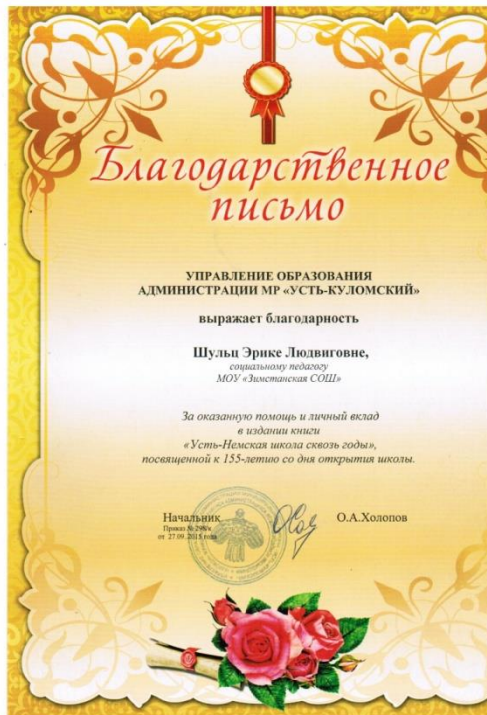 Благодарственное
письмо
УПРАВЛЕНИЕ ОБРАЗОВАНИЯ
АДМИНИСТРАЦИИ МР «УСТЬ-КУЛОМСКИЙ»
выражает благодарность
Шульц Эрике Людвиговне,
социальному педагогу
МОУ «Зимстанская СОШ»
За оказанную помощь и личный вклад
в издании книги
«Усть-Немская школа сквозь годы»,
посвященной к 155-летию со дня открытия школы.
Начальник О.А.Холопов
Приказ №
от 27.09.2015 года